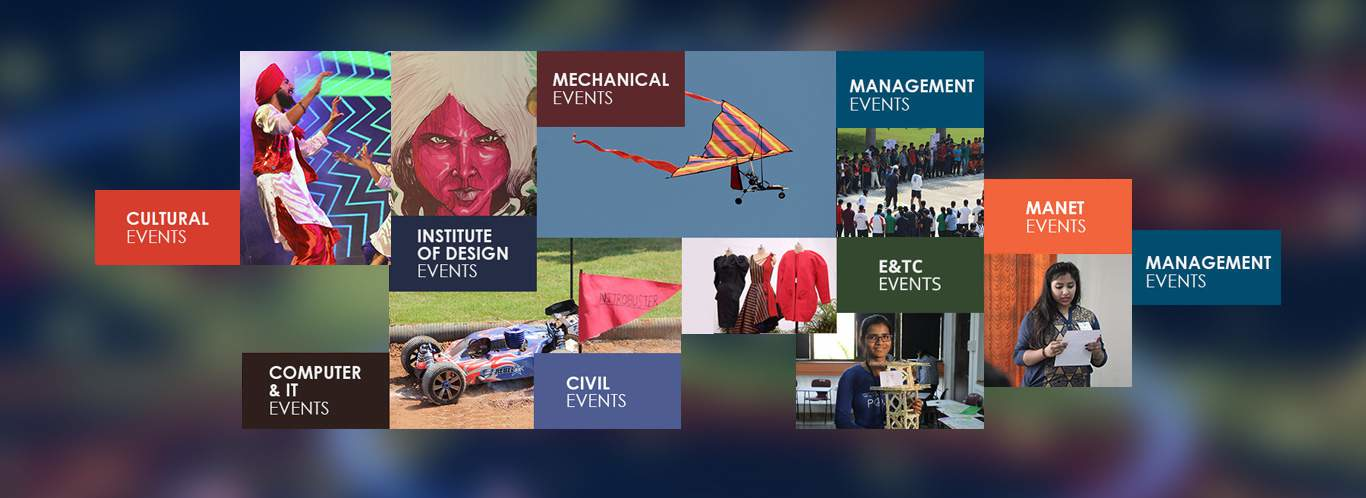 MECHANICAL
EVENTS
MANAGEMENT
EVENTS
CULTURAL
EVENTS
INSTITUTE
OF DESIGN
EVENTS
MANET
EVENTS
E&TC
EVENTS
MANAGEMENT
EVENTS
NITROBUSTER
COMPUTER
& IT
EVENTS
CIVIL
EVENTS